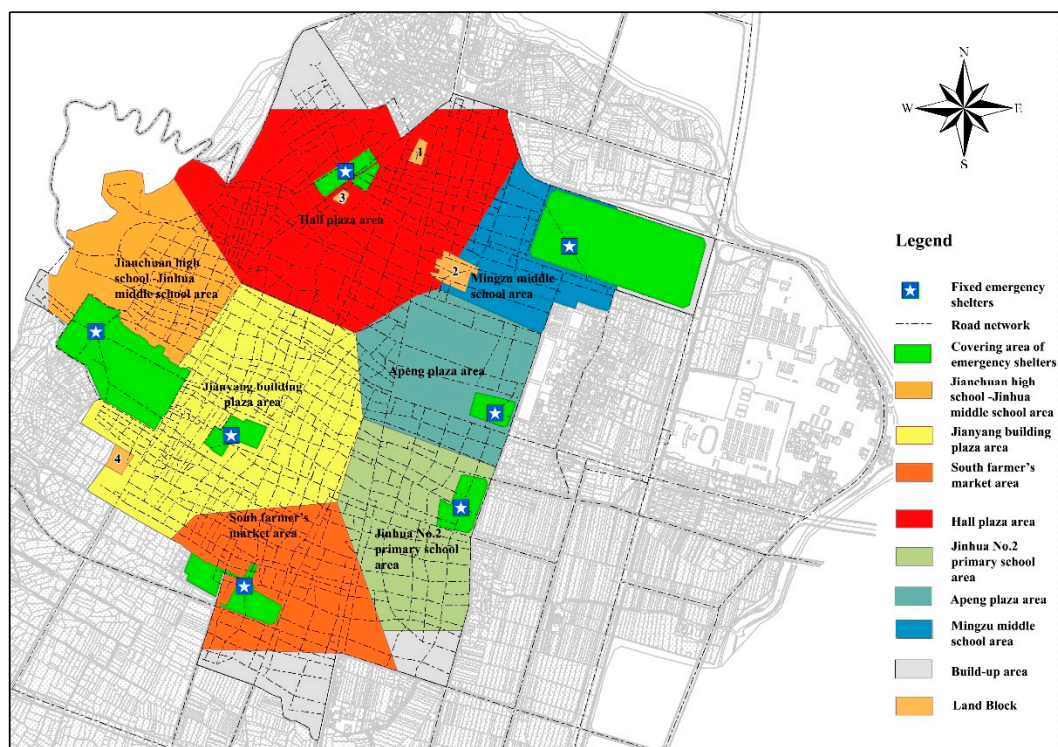 N
W
E
S
1
3
Hall plaza area
2
Mingzu middle
school area
Jianchuan high
school -Jinhua
middle school area
Apeng plaza area
Jianyang building
plaza area
4
South farmer's
market area
Jinhua No.2
primary school
area
Legend
Fixed emergency
shelters
Road network
Covering area of
emergency shelters
Jianchuan high
school -Jinhua
middle school area
Jianyang building
plaza area
South farmer's
market area
Hall plaza area
Jinhua No.2
primary school
area
Apeng plaza area
Mingzu middle
school area
Build-up area
Land Block